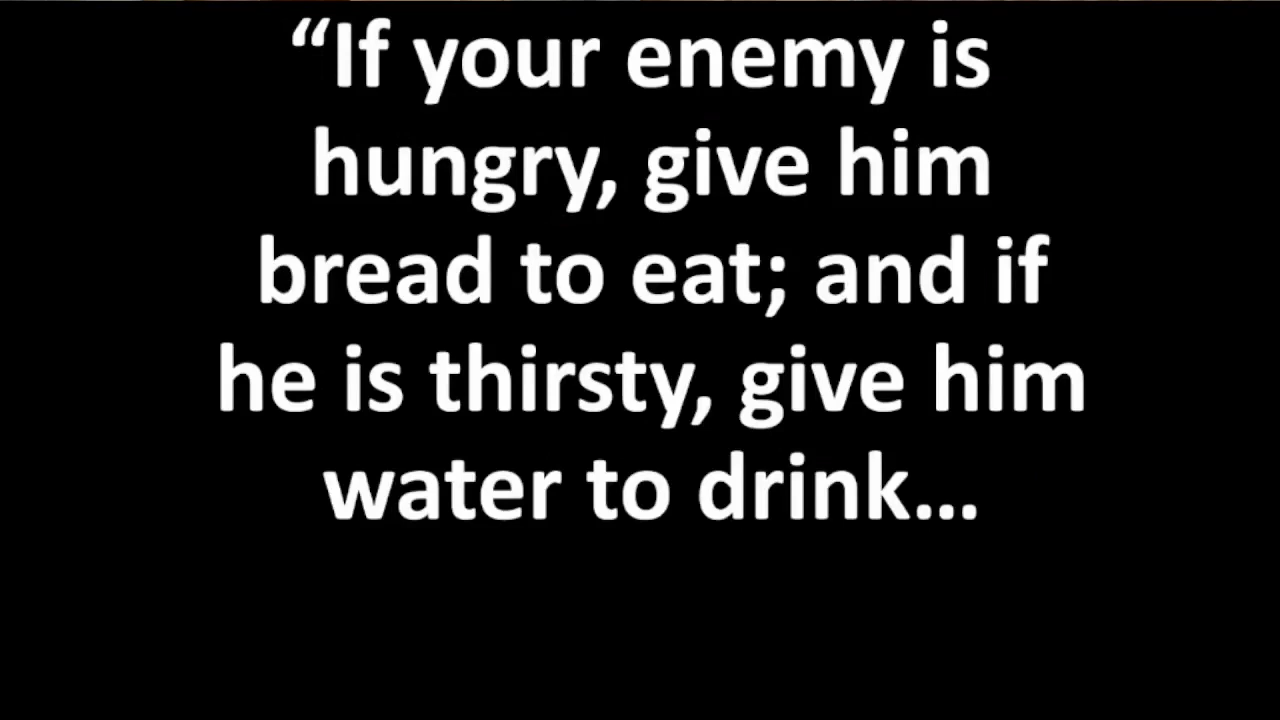 “If your enemy is
hungry, give him
bread to eat; and if
he is thirsty, give him
water to drink…